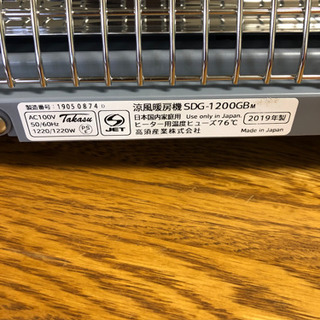 製造番号:19050874
涼風暖房機 SDG-1200GBM
AC100V
50/60Hz
1220/1220W
Takasu
PS
E
JET
日本国内家庭用 Use only in Japan
ヒーター用温度ヒューズ76℃
高須産業株式会社
Made in Japan
2019年製